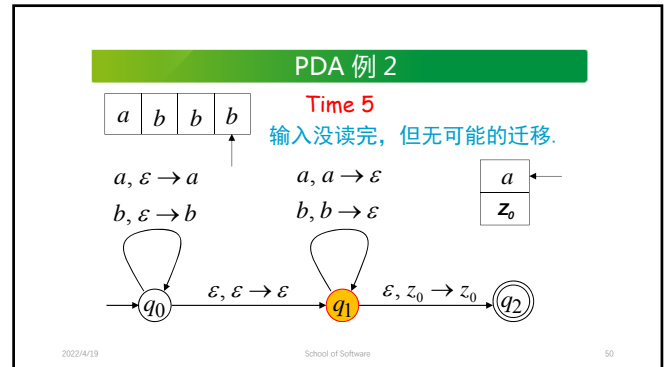 PDA 例 2
Time 5
a b b b
输入没读完，但无可能的迁移.
a, ε → a
a, a → ε
a
b, ε → b
b, b → ε
z₀
ε, ε → ε
ε, z₀ → z₀
q₀
q₁
q₂
2022/4/19
School of Software
50